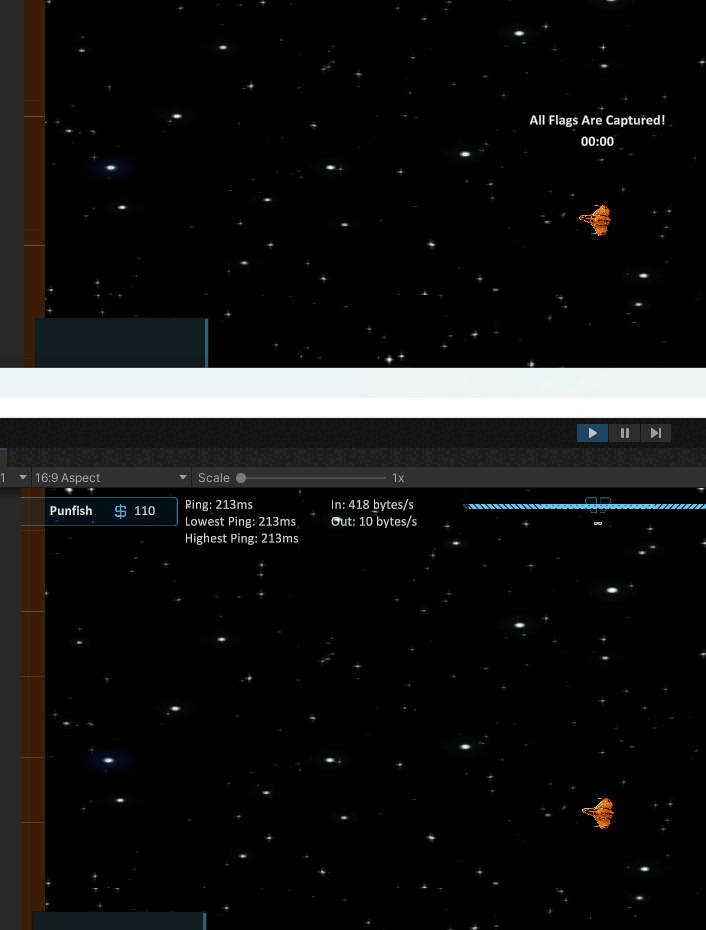 All Flags Are Captured!
00:00
1
16:9 Aspect
Scale
1x
Punfish
$ 110
Ping: 213ms
Lowest Ping: 213ms
Highest Ping: 213ms
In: 418 bytes/s
Out: 10 bytes/s
∞